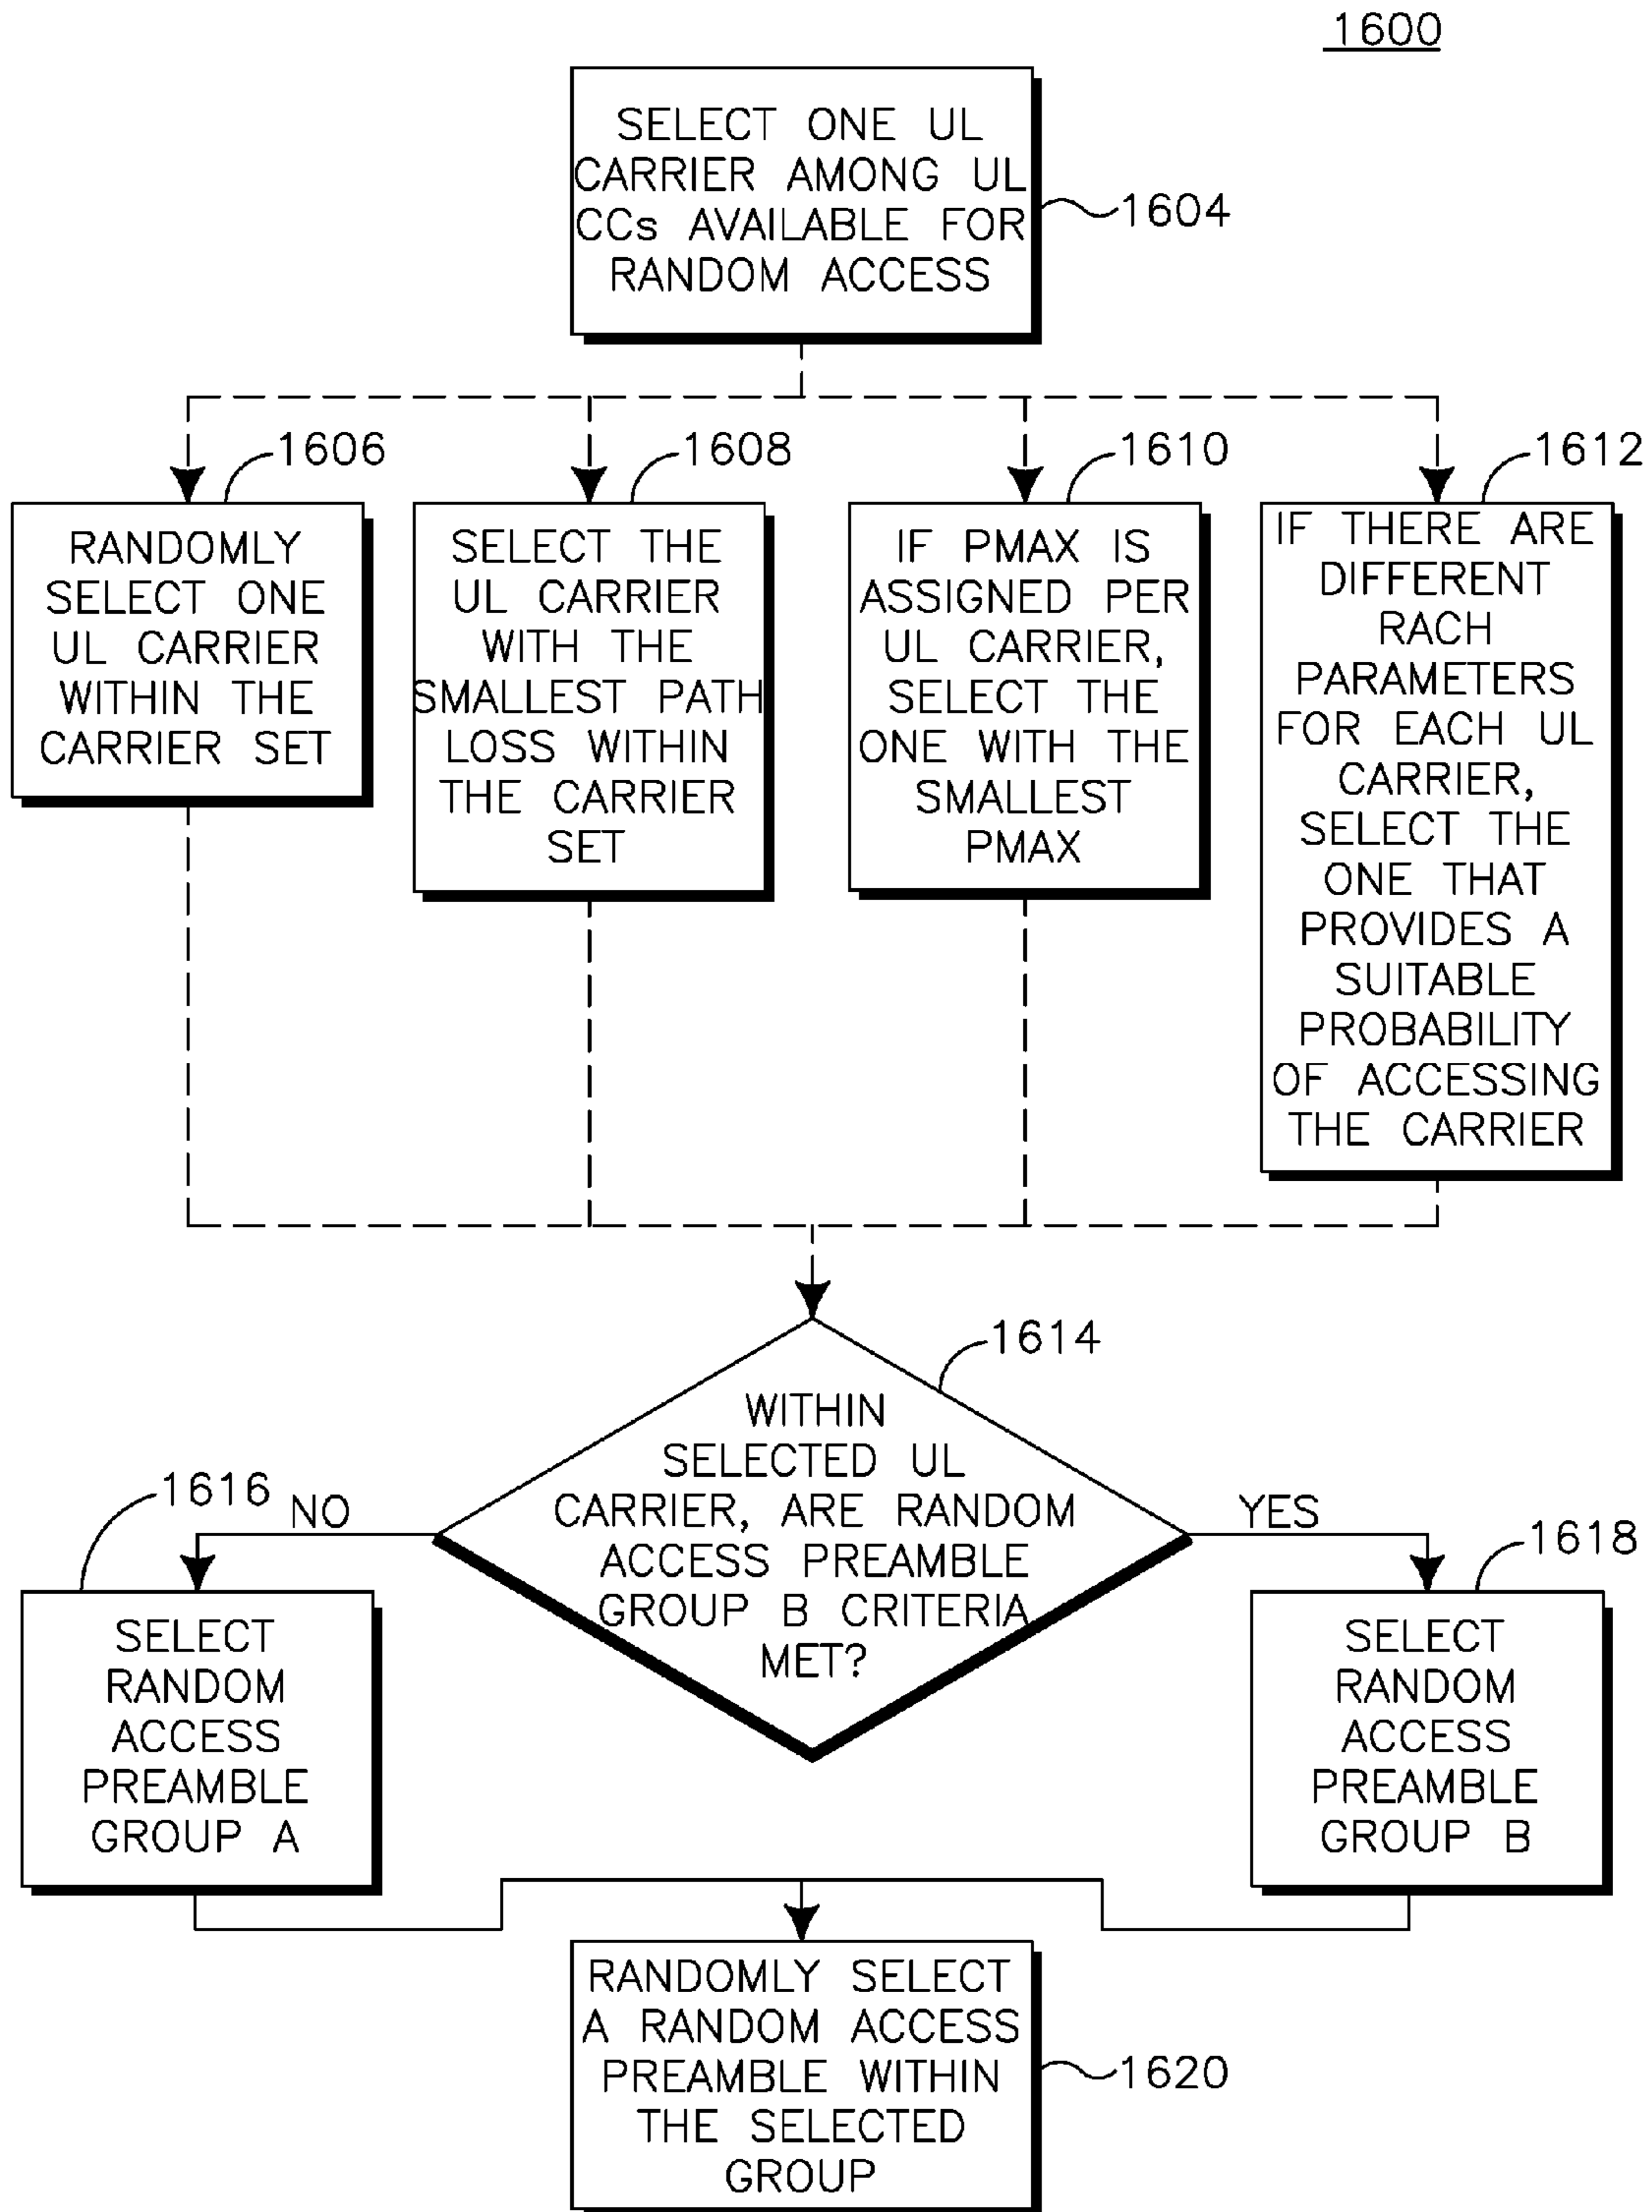 1600
SELECT ONE UL
CARRIER AMONG UL
CCs AVAILABLE FOR
RANDOM ACCESS
1604
1606
RANDOMLY
SELECT ONE
UL CARRIER
WITHIN THE
CARRIER SET
1608
SELECT THE
UL CARRIER
WITH THE
SMALLEST PATH
LOSS WITHIN
THE CARRIER
SET
1610
IF PMAX IS
ASSIGNED PER
UL CARRIER,
SELECT THE
ONE WITH THE
SMALLEST
PMAX
1612
IF THERE ARE
DIFFERENT
RACH
PARAMETERS
FOR EACH UL
CARRIER,
SELECT THE
ONE THAT
PROVIDES A
SUITABLE
PROBABILITY
OF ACCESSING
THE CARRIER
1614
WITHIN
SELECTED UL
CARRIER, ARE RANDOM
ACCESS PREAMBLE
GROUP B CRITERIA
MET?
NO
YES
1616
SELECT
RANDOM
ACCESS
PREAMBLE
GROUP A
1618
SELECT
RANDOM
ACCESS
PREAMBLE
GROUP B
RANDOMLY SELECT
A RANDOM ACCESS
PREAMBLE WITHIN
THE SELECTED
GROUP
1620